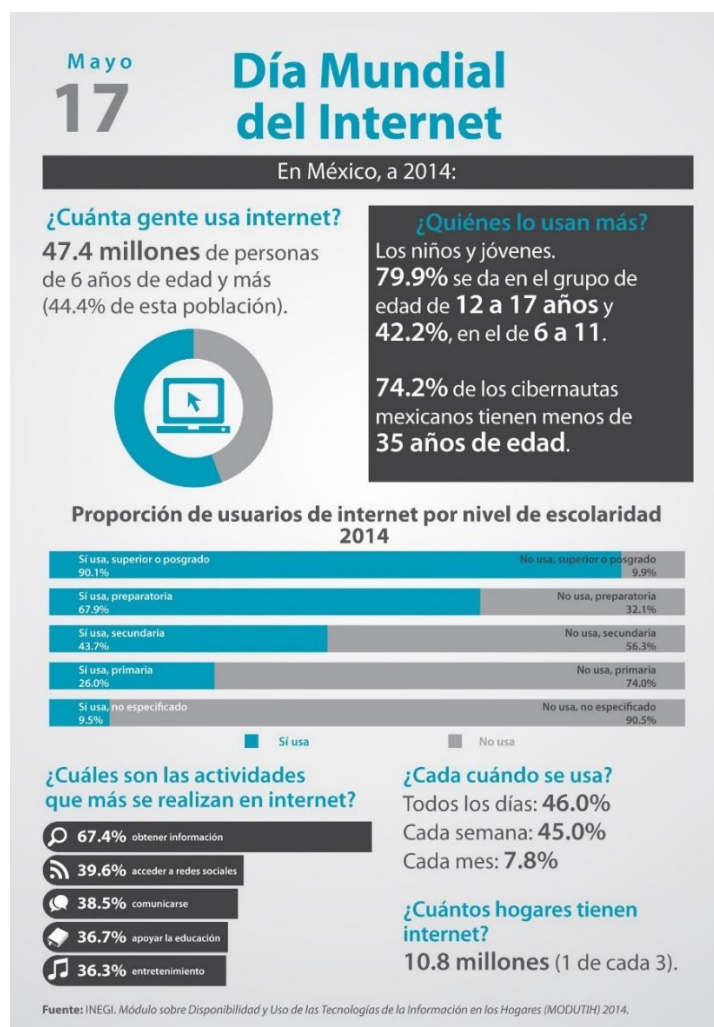 Mayo
17
Día Mundial
del Internet
En México, a 2014:
¿Cuánta gente usa internet?
47.4 millones de personas
de 6 años de edad y más
(44.4% de esta población).
¿Quiénes lo usan más?
Los niños y jóvenes.
79.9% se da en el grupo de
edad de 12 a 17 años y
42.2%, en el de 6 a 11.
74.2% de los cibernautas
mexicanos tienen menos de
35 años de edad.
Proporción de usuarios de internet por nivel de escolaridad
2014
Sí usa, superior o posgrado
90.1%
No usa, superior o posgrado
9.9%
Sí usa, preparatoria
67.9%
No usa, preparatoria
32.1%
Sí usa, secundaria
43.7%
No usa, secundaria
56.3%
Sí usa, primaria
26.0%
No usa, primaria
74.0%
Sí usa, no especificado
9.5%
No usa, no especificado
90.5%
Sí usa
No usa
¿Cuáles son las actividades
que más se realizan en internet?
67.4% obtener información
39.6% acceder a redes sociales
38.5% comunicarse
36.7% apoyar la educación
36.3% entretenimiento
¿Cada cuándo se usa?
Todos los días: 46.0%
Cada semana: 45.0%
Cada mes: 7.8%
¿Cuántos hogares tienen
internet?
10.8 millones (1 de cada 3).
Fuente: INEGI. Módulo sobre Disponibilidad y Uso de las Tecnologías de la Información en los Hogares (MODUTIH) 2014.